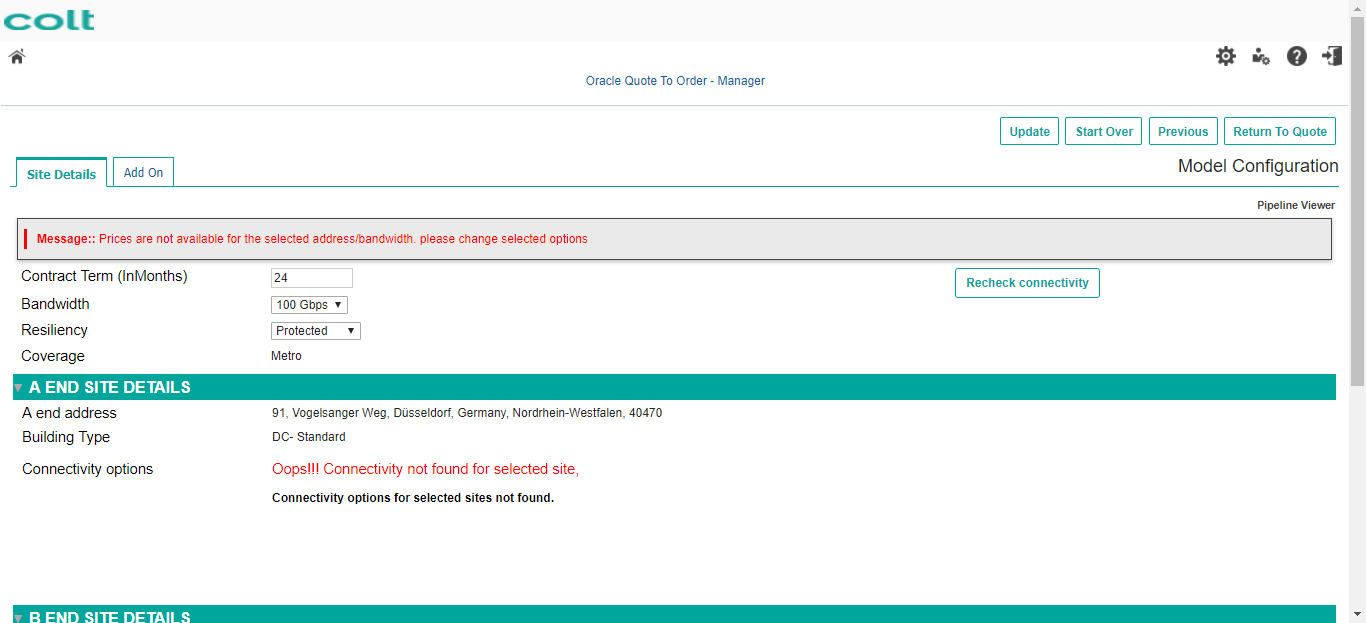 colt
Oracle Quote To Order - Manager
Update Start Over Previous Return To Quote
Site Details Add On
Model Configuration
Pipeline Viewer
Message:: Prices are not available for the selected address/bandwidth. please change selected options
Contract Term (InMonths) 24 Recheck connectivity
Bandwidth 100 Gbps
Resiliency Protected
Coverage Metro
A END SITE DETAILS
A end address 91, Vogelsanger Weg, Düsseldorf, Germany, Nordrhein-Westfalen, 40470
Building Type DC- Standard
Connectivity options Oops!!! Connectivity not found for selected site,
Connectivity options for selected sites not found.
B END SITE DETAILS